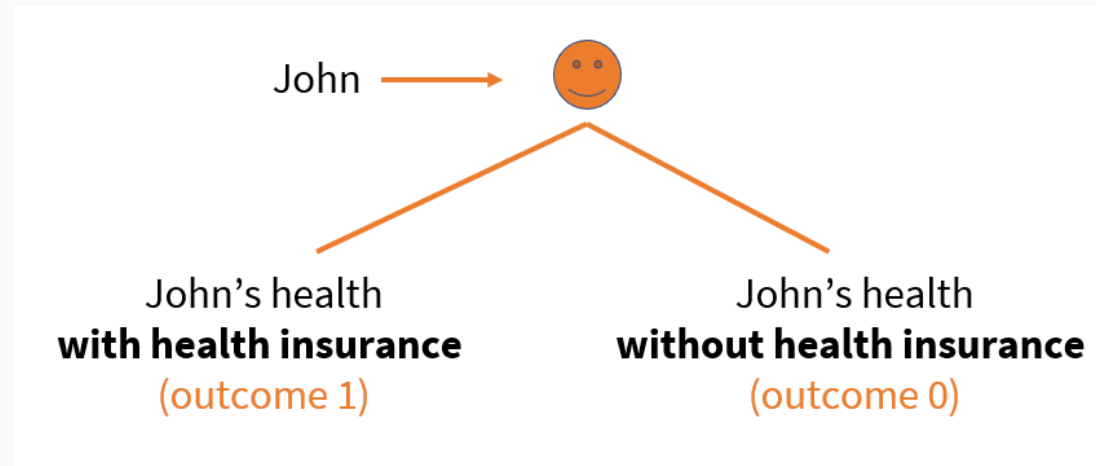 John
John’s health
with health insurance
(outcome 1)
John’s health
without health insurance
(outcome 0)